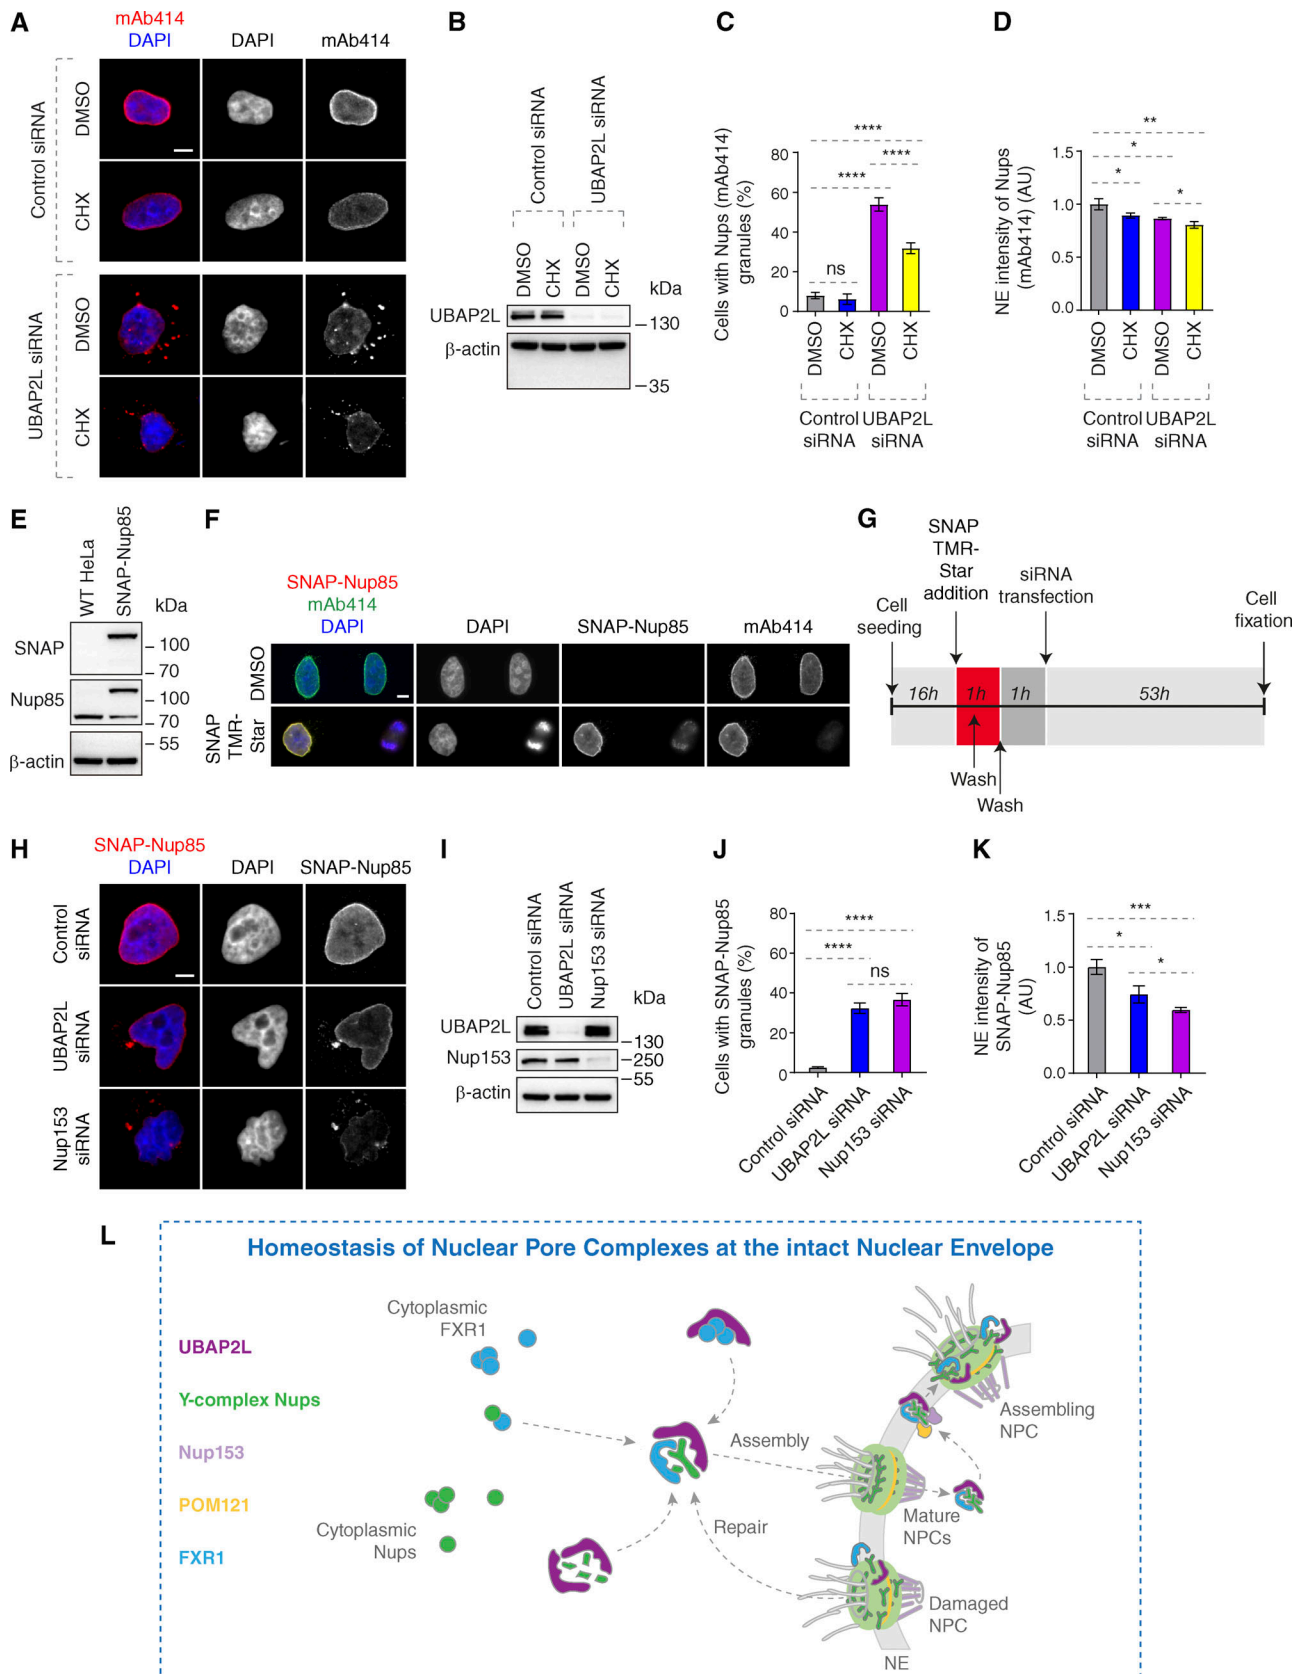 A
mAb414
DAPI
DAPI
mAb414
Control siRNA
DMSO
CHX
UBAP2L siRNA
DMSO
CHX
B
Control siRNA
UBAP2L siRNA
DMSO
CHX
DMSO
CHX
kDa
UBAP2L
130
β-actin
35
C
Cells with Nups (mAb414)
granules (%)
80
60
40
20
0
****
****
****
ns
DMSO
CHX
DMSO
CHX
Control
siRNA
UBAP2L
siRNA
D
NE intensity of Nups
(mAb414) (AU)
1.5
1.0
0.5
0.0
**
*
*
*
DMSO
CHX
DMSO
CHX
Control
siRNA
UBAP2L
siRNA
E
WT HeLa
SNAP-Nup85
kDa
SNAP
100
70
Nup85
100
70
55
β-actin
F
SNAP-Nup85
mAb414
DAPI
DAPI
SNAP-Nup85
mAb414
DMSO
SNAP
TMR-
Star
G
Cell
seeding
SNAP
TMR-
Star
addition
siRNA
transfection
Cell
fixation
16h
1h
1h
53h
Wash
Wash
H
SNAP-Nup85
DAPI
DAPI
SNAP-Nup85
Control
siRNA
UBAP2L
siRNA
Nup153
siRNA
I
Control siRNA
UBAP2L siRNA
Nup153 siRNA
kDa
UBAP2L
130
Nup153
250
55
β-actin
J
Cells with SNAP-Nup85
granules (%)
80
60
40
20
0
****
****
ns
Control siRNA
UBAP2L siRNA
Nup153 siRNA
K
NE intensity of
SNAP-Nup85
(AU)
1.5
1.0
0.5
0.0
***
*
*
Control siRNA
UBAP2L siRNA
Nup153 siRNA
L
Homeostasis of Nuclear Pore Complexes at the intact Nuclear Envelope
UBAP2L
Y-complex Nups
Nup153
POM121
FXR1
Cytoplasmic
FXR1
Cytoplasmic
Nups
Assembly
Repair
Assembling
NPC
Mature
NPCs
Damaged
NPC
NE